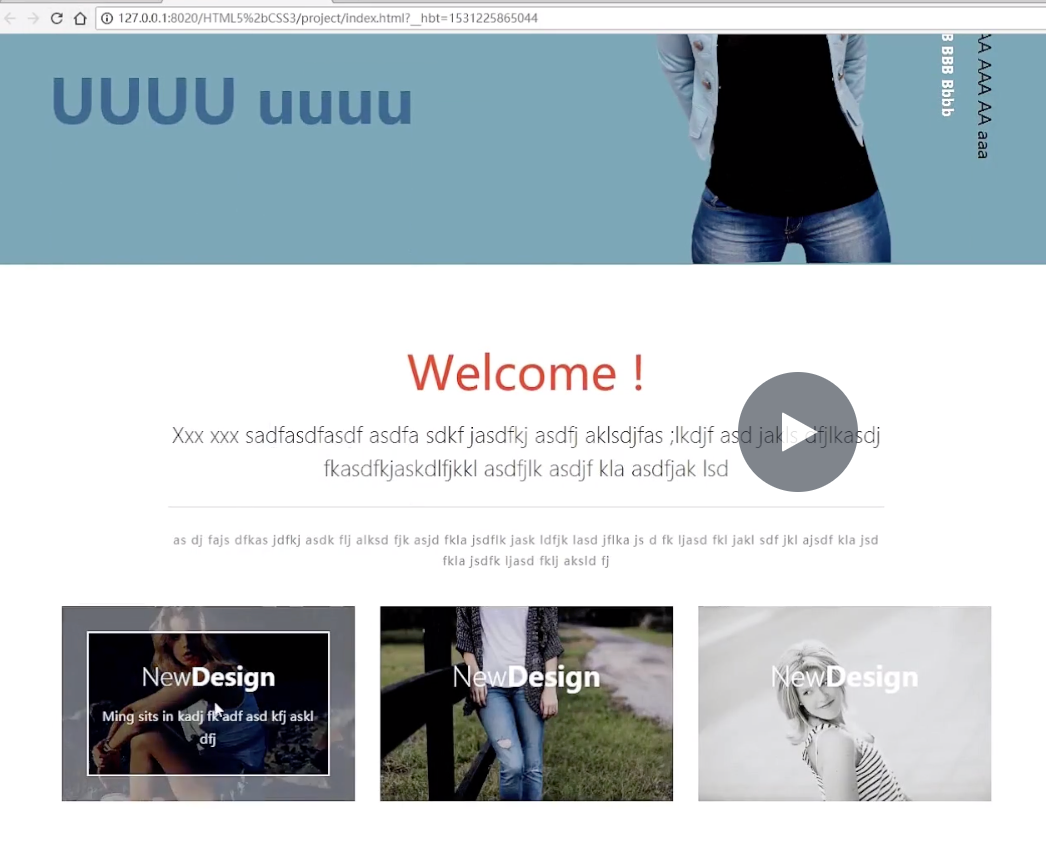 127.0.0.1:8020/HTML5%2bCSS3/project/index.html?__hbt=1531225865044
UUUU uuuu
B BBB Bbbb
AA AAA AA aaa
Welcome !
Xxx xxx sadfasdfasdf asdfa sdkf jasdfkj asdfj aklsdjfas ;lkdjf asd jakls dfjlkasdj
fkasdfkjaskdlfjkkl asdfjlk asdjf kla asdfjak lsd
as dj fajs dfkas jdfkj asdk flj alksd fjk asjd fkla jsdflk jask ldfjk lasd jflka js d fk ljasd fkl jakl sdf jkl ajsdf kla jsd
fkla jsdfk ljasd fklj aksld fj
NewDesign
Ming sits in kadj fk adf asd kfj askl
dfj
NewDesign
NewDesign